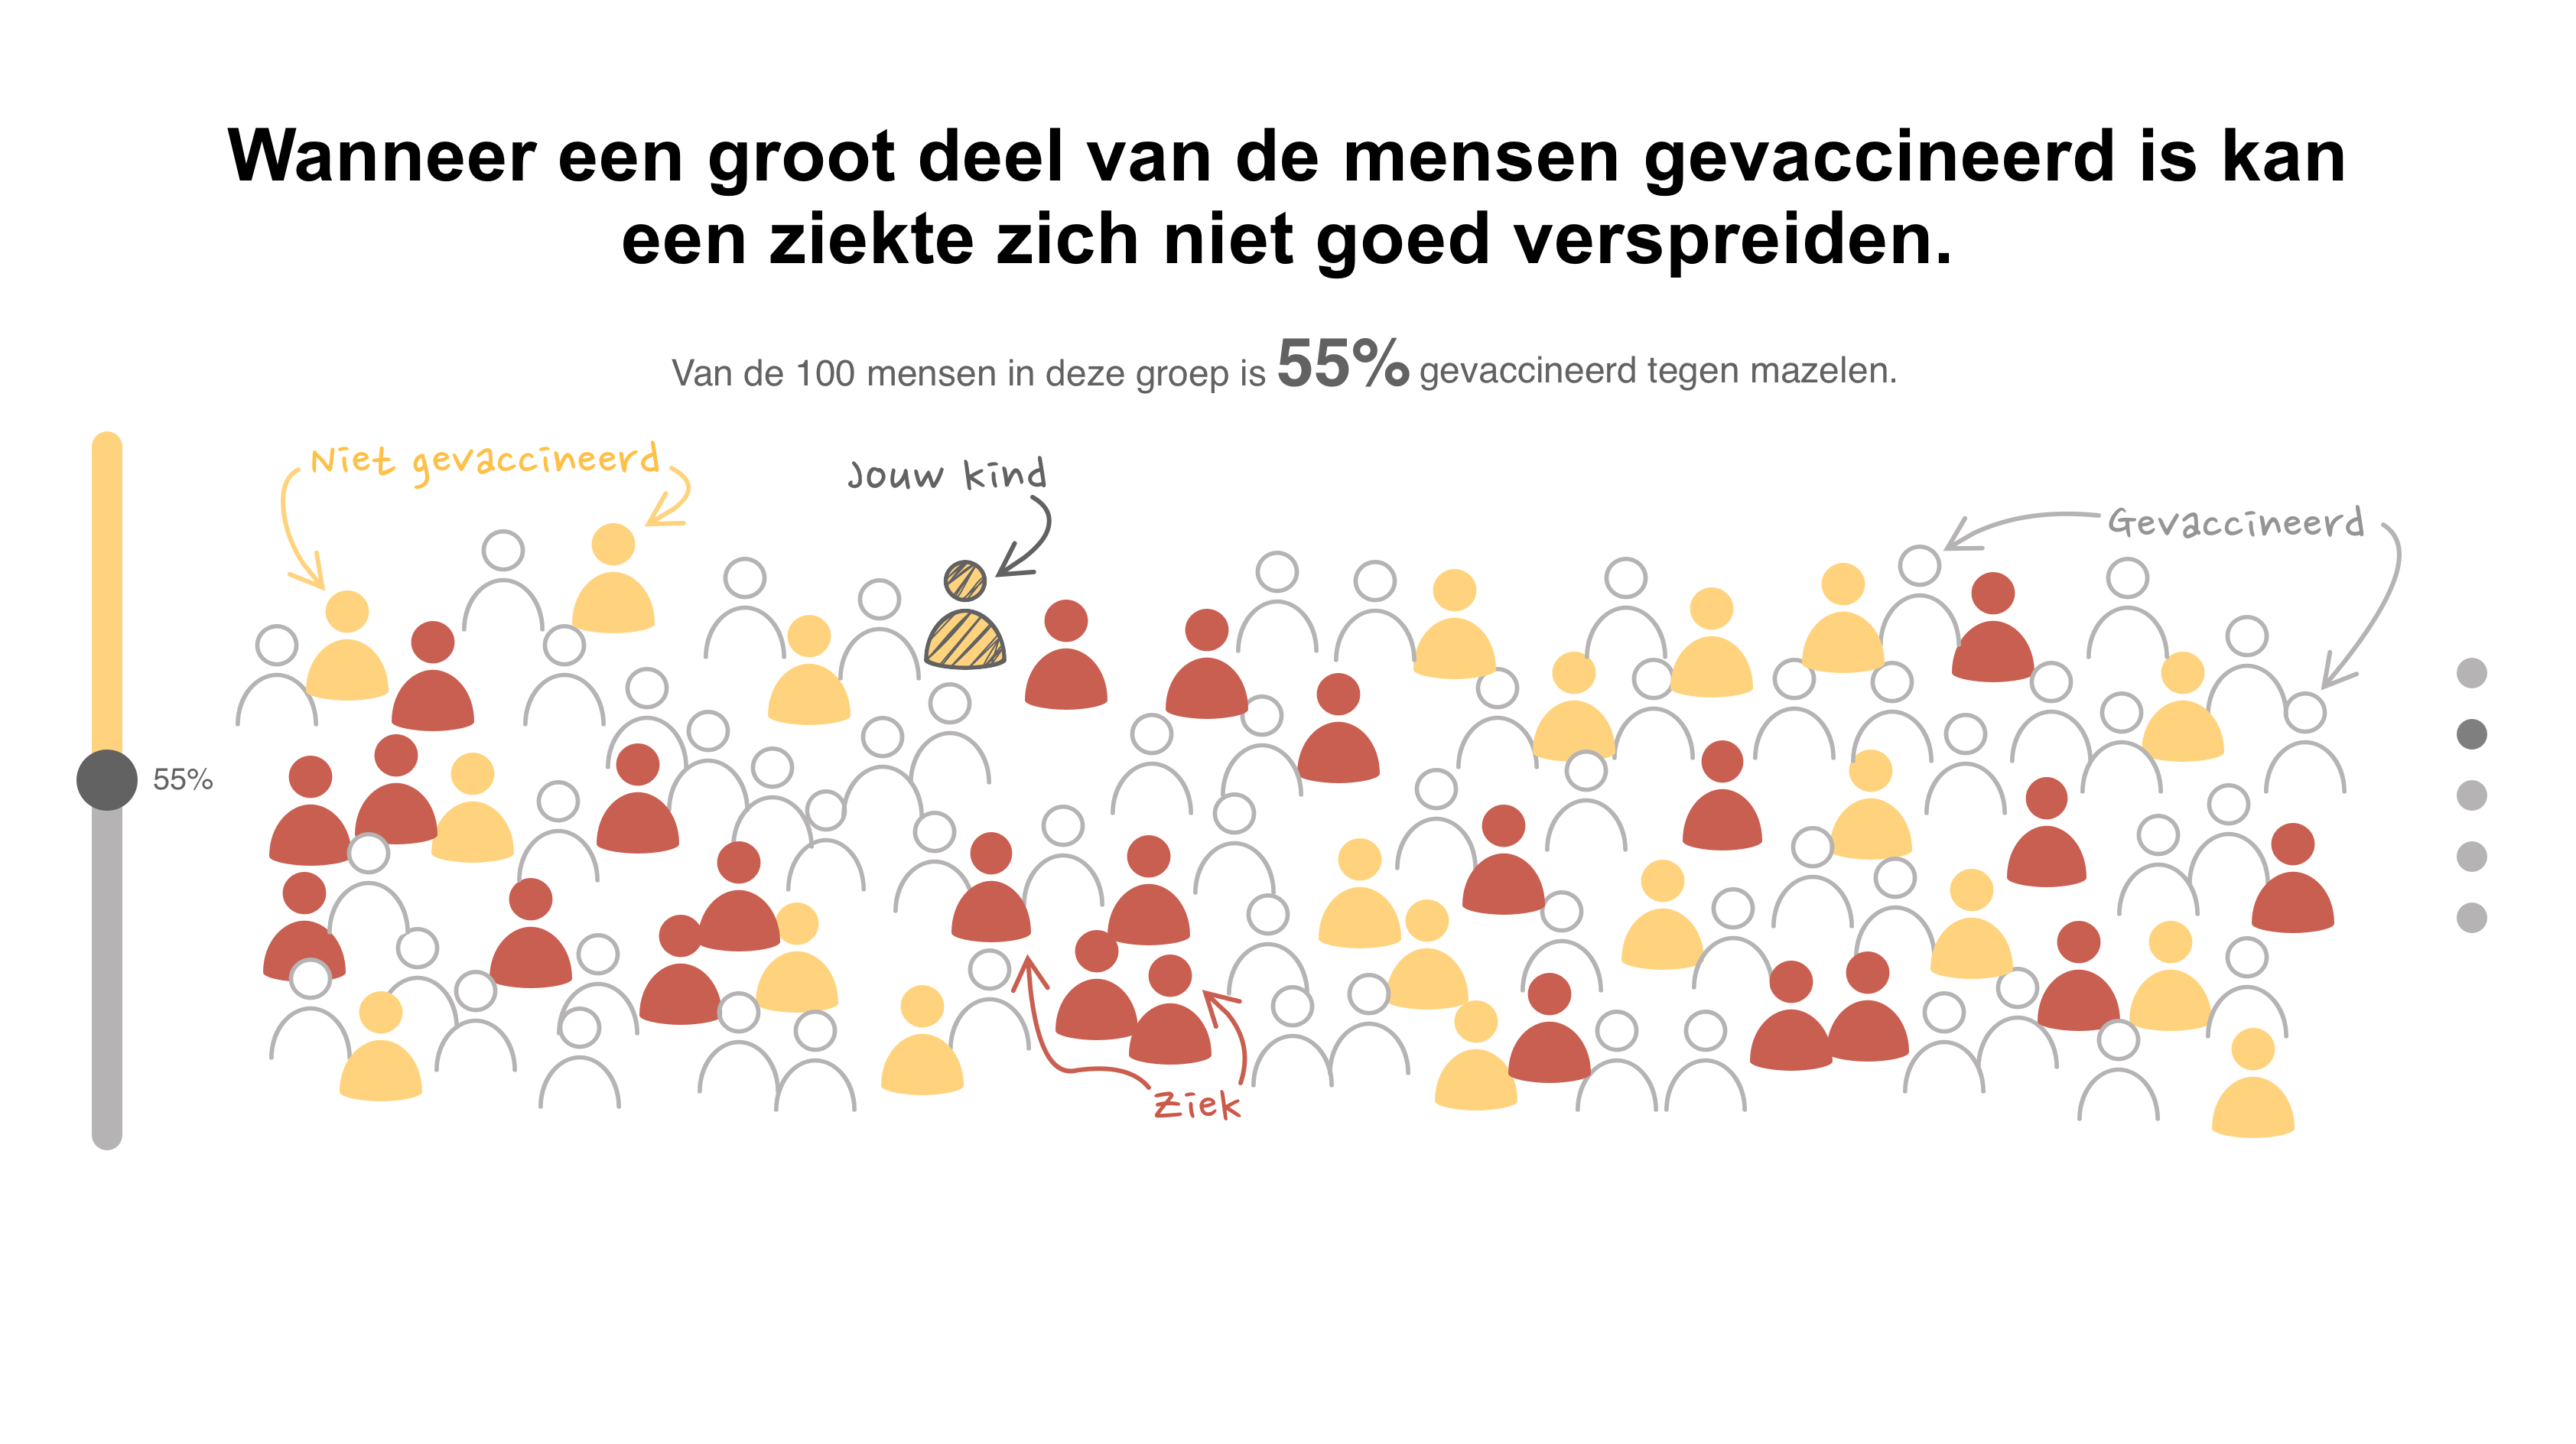 Wanneer een groot deel van de mensen gevaccineerd is kan
een ziekte zich niet goed verspreiden.
Van de 100 mensen in deze groep is 55% gevaccineerd tegen mazelen.
Niet gevaccineerd
Jouw kind
Gevaccineerd
55%
Ziek